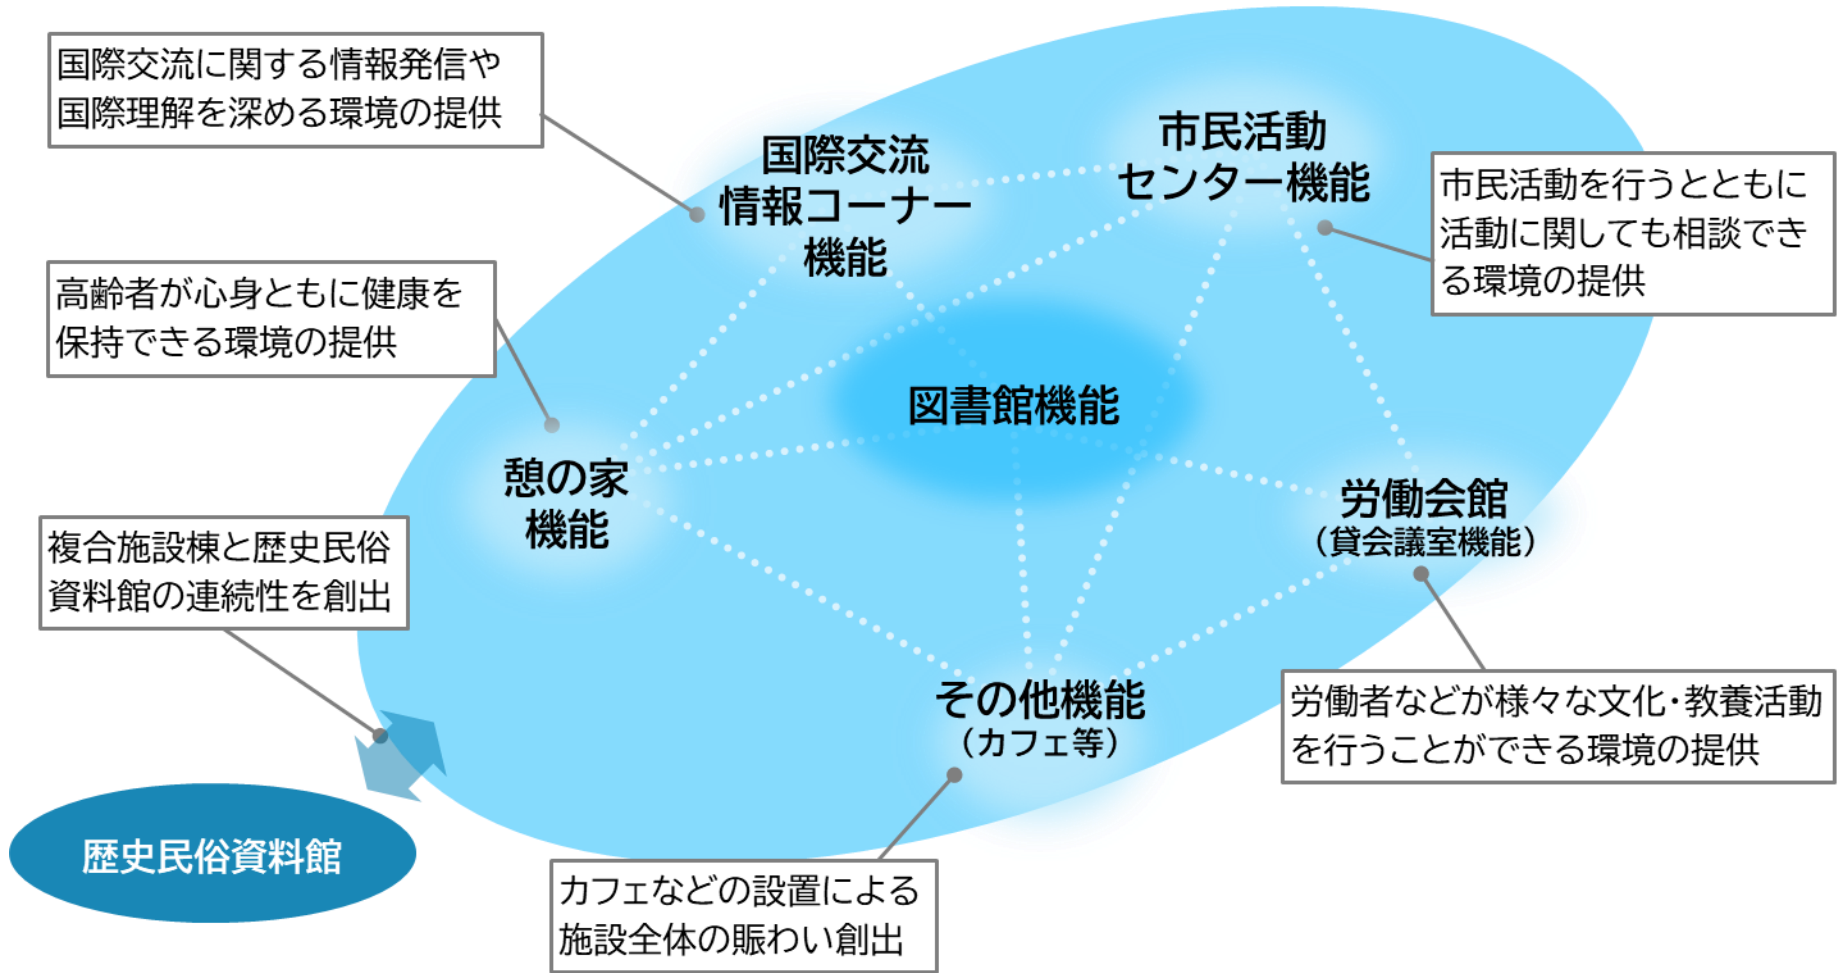 国際交流に関する情報発信や
国際理解を深める環境の提供
国際交流
情報コーナー
機能
市民活動
センター機能
市民活動を行うとともに
活動に関しても相談でき
る環境の提供
高齢者が心身ともに健康を
保持できる環境の提供
図書館機能
憩の家
機能
労働会館
（貸会議室機能）
複合施設棟と歴史民俗
資料館の連続性を創出
その他機能
（カフェ等）
労働者などが様々な文化・教養活動
を行うことができる環境の提供
歴史民俗資料館
カフェなどの設置による
施設全体の賑わい創出